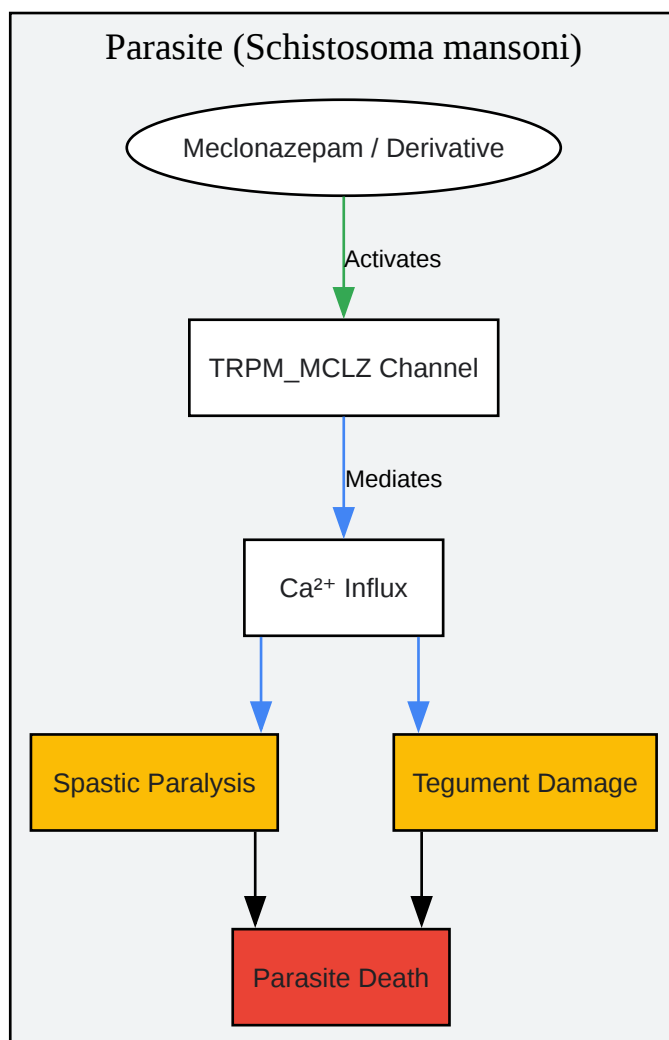 Parasite (Schistosoma mansoni)
Meclonazepam / Derivative
Activates
TRPM_MCLZ Channel
Mediates
Ca²⁺ Influx
Spastic Paralysis
Tegument Damage
Parasite Death